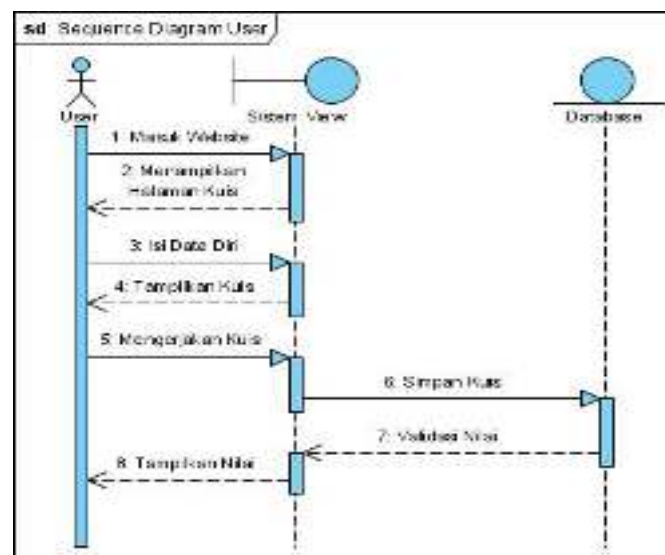 sd Sequence Diagram User
User
Sistem View
Database
1: Masuk Website
2: Menampilkan
Halaman Kuis
3: Isi Data Diri
4: Tampilkan Kuis
5: Mengerjakan Kuis
6: Simpan Kuis
7: Validasi Nilai
8: Tampilkan Nilai